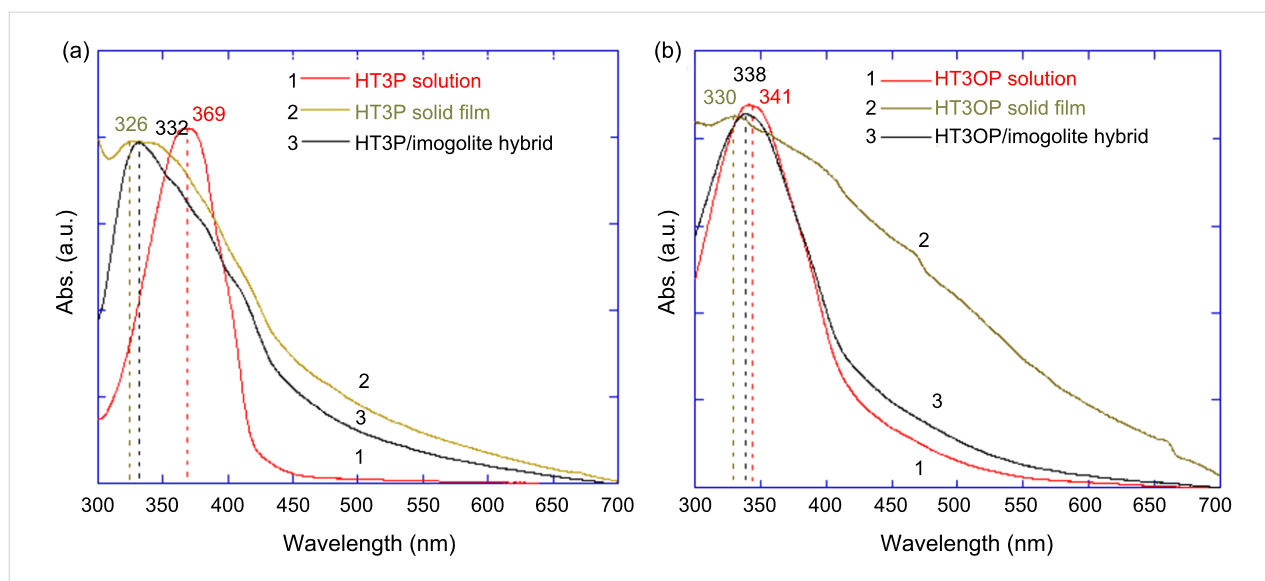 (a)
1 HT3P solution
2 HT3P solid film
3 HT3P/imogolite hybrid
369
326
332
2
3
1
Abs. (a.u.)
300 350 400 450 500 550 600 650 700
Wavelength (nm)
(b)
1 HT3OP solution
2 HT3OP solid film
3 HT3OP/imogolite hybrid
338
330
341
2
3
1
Abs. (a.u.)
300 350 400 450 500 550 600 650 700
Wavelength (nm)